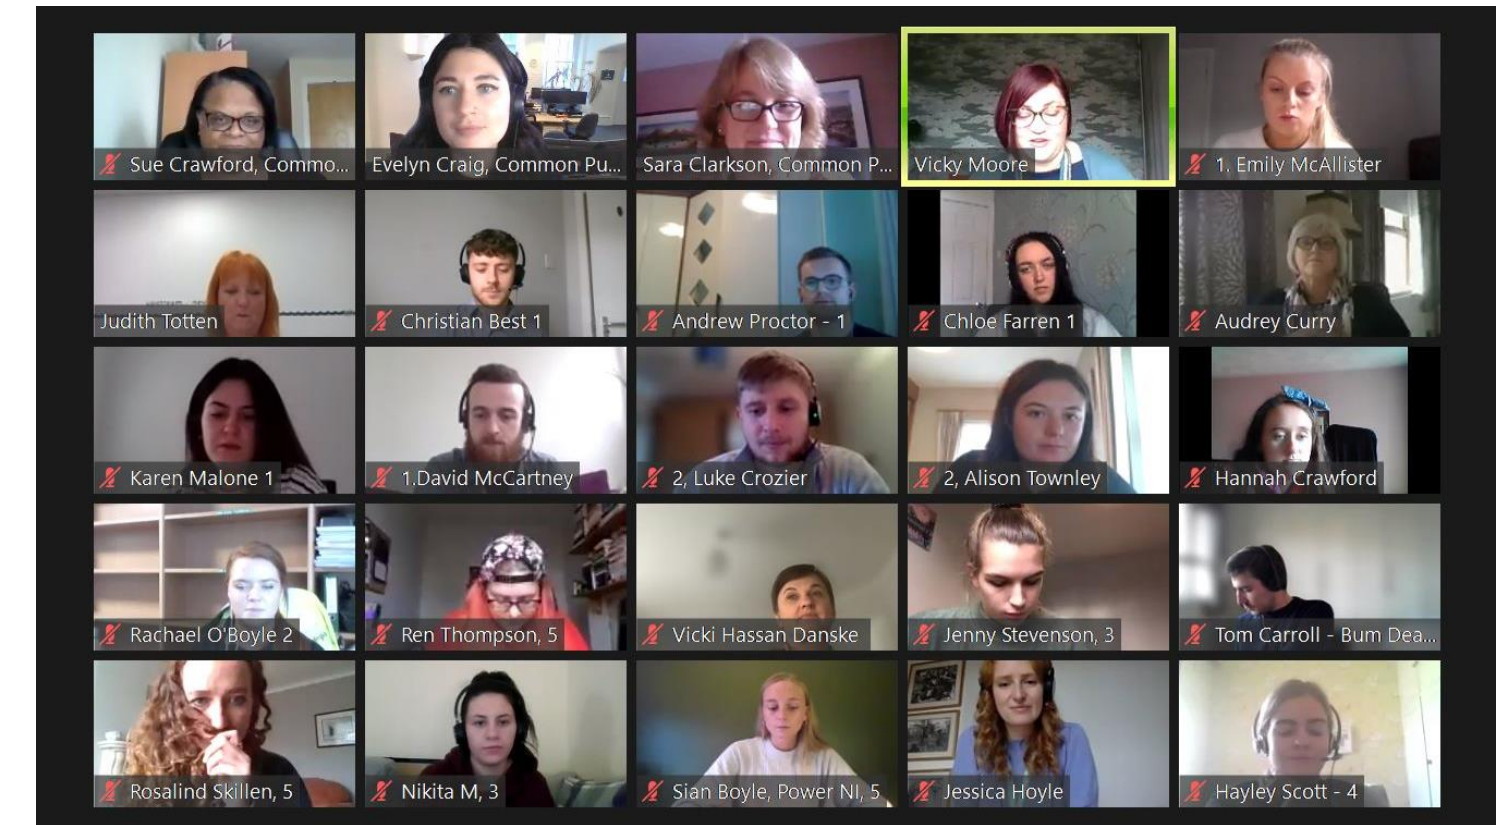 Sue Crawford, Commo...
Evelyn Craig, Common Pu...
Sara Clarkson, Common P...
Vicky Moore
1. Emily McAllister
Judith Totten
Christian Best 1
Andrew Proctor - 1
Chloe Farren 1
Audrey Curry
Karen Malone 1
1.David McCartney
2, Luke Crozier
2, Alison Townley
Hannah Crawford
Rachael O'Boyle 2
Ren Thompson, 5
Vicki Hassan Danske
Jenny Stevenson, 3
Tom Carroll - Bum Dea...
Rosalind Skillen, 5
Nikita M, 3
Sian Boyle, Power NI, 5
Jessica Hoyle
Hayley Scott - 4